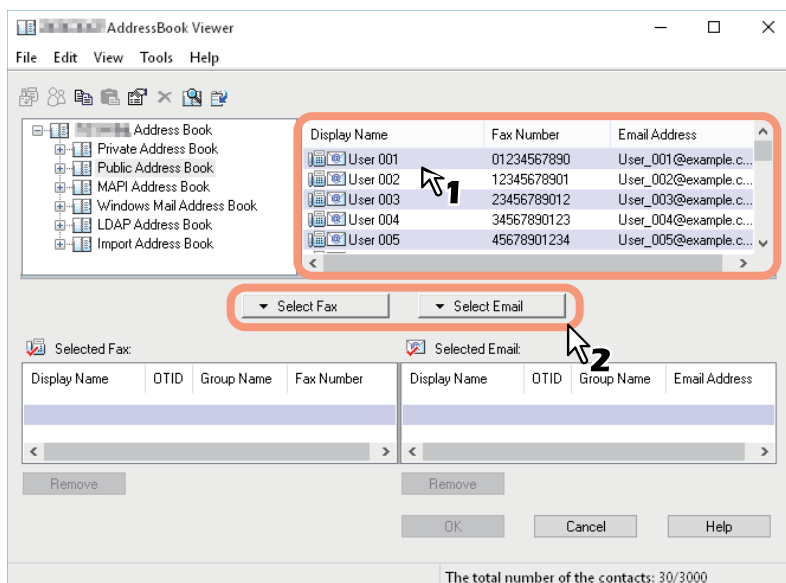 AddressBook Viewer
File Edit View Tools Help
Address Book
Private Address Book
Public Address Book
MAPI Address Book
Windows Mail Address Book
LDAP Address Book
Import Address Book
Display Name Fax Number Email Address
User 001 01234567890 User_001@example.c...
User 002 12345678901 User_002@example.c...
User 003 23456789012 User_003@example.c...
User 004 34567890123 User_004@example.c...
User 005 45678901234 User_005@example.c...
1
Select Fax Select Email
2
Selected Fax: Selected Email:
Display Name OTID Group Name Fax Number Display Name OTID Group Name Email Address
Remove Remove
OK Cancel Help
The total number of the contacts: 30/3000